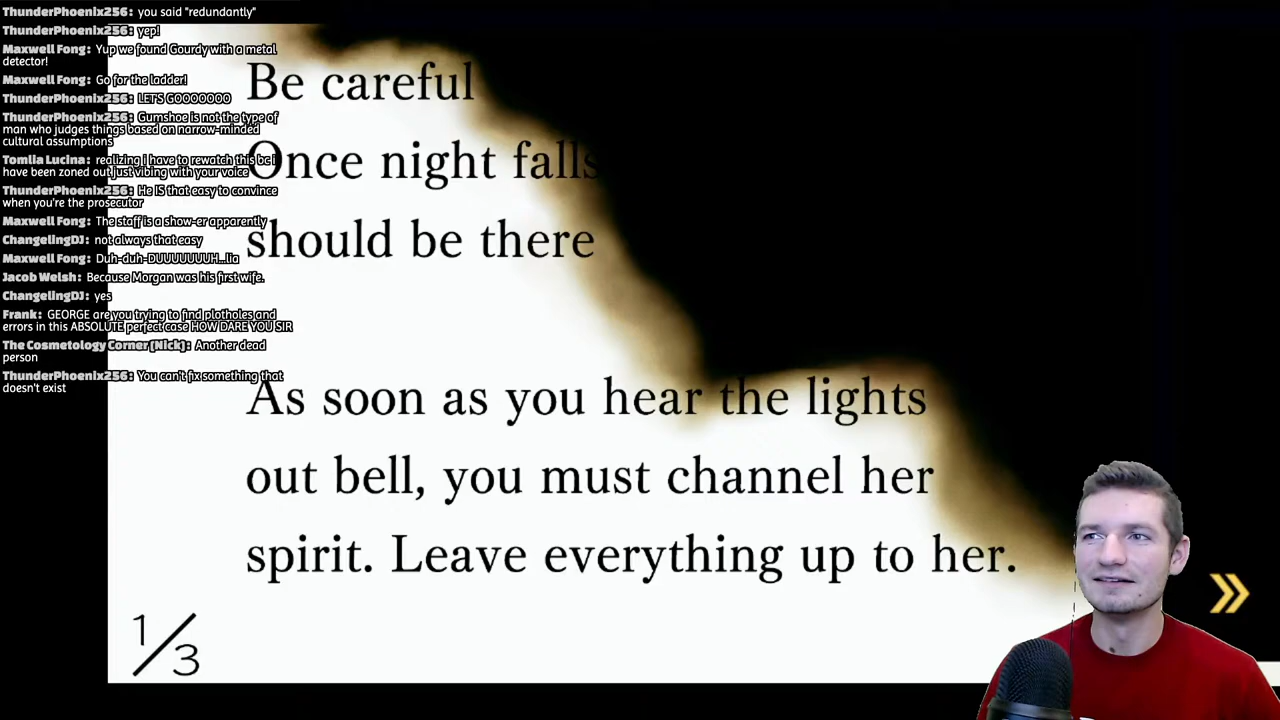 ThunderPhoenix256: you said "redundantly"
ThunderPhoenix256: yep!
Maxwell Fong: Yup we found Gourdy with a metal
detector!
Maxwell Fong: Go for the ladder!
ThunderPhoenix256: LET'S GOOOOOOO
ThunderPhoenix256: Gumshoe is not the type of
man who judges things based on narrow-minded
cultural assumptions
Tomlia Lucina: realizing i have to rewatch this bc i
have been zoned out just vibing with your voice
ThunderPhoenix256: He IS that easy to convince
when you're the prosecutor
Maxwell Fong: The staff is a show-er apparently
ChangelingDJ: not always that easy
Maxwell Fong: Duh-duh-DUUUUUUUH..lia
Jacob Welsh: Because Morgan was his first wife.
ChangelingDJ: yes
Frank: GEORGE are you trying to find plotholes and
errors in this ABSOLUTE perfect case HOW DARE YOU SIR
The Cosmetology Corner (Nick): Another dead
person
ThunderPhoenix256: You can't fix something that
doesn't exist
Be careful
Once night falls
should be there
As soon as you hear the lights
out bell, you must channel her
spirit. Leave everything up to her.
1/3